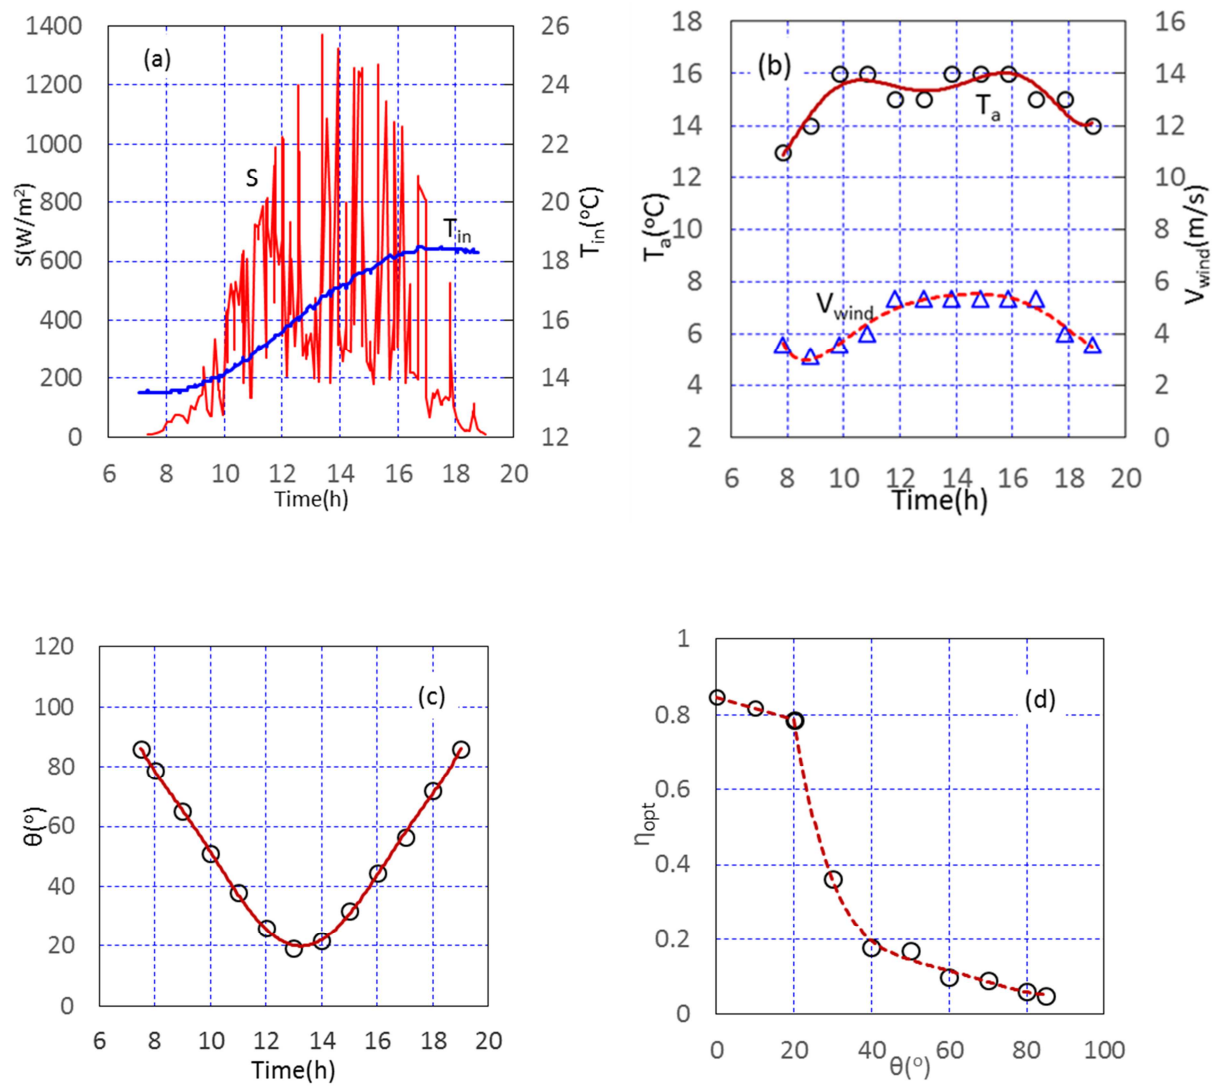 1400
1200
1000
800
600
400
200
0
S(W/m²)
(a)
S
T_in
26
24
22
20
18
16
14
12
T_in(°C)
6 8 10 12 14 16 18 20
Time(h)
18
16
14
12
10
8
6
4
2
T_a(°C)
(b)
T_a
V_wind
16
14
12
10
8
6
4
2
0
V_wind(m/s)
6 8 10 12 14 16 18 20
Time(h)
120
100
80
60
40
20
0
θ(°)
(c)
6 8 10 12 14 16 18 20
Time(h)
1
0.8
0.6
0.4
0.2
0
η_opt
(d)
0 20 40 60 80 100
θ(°)